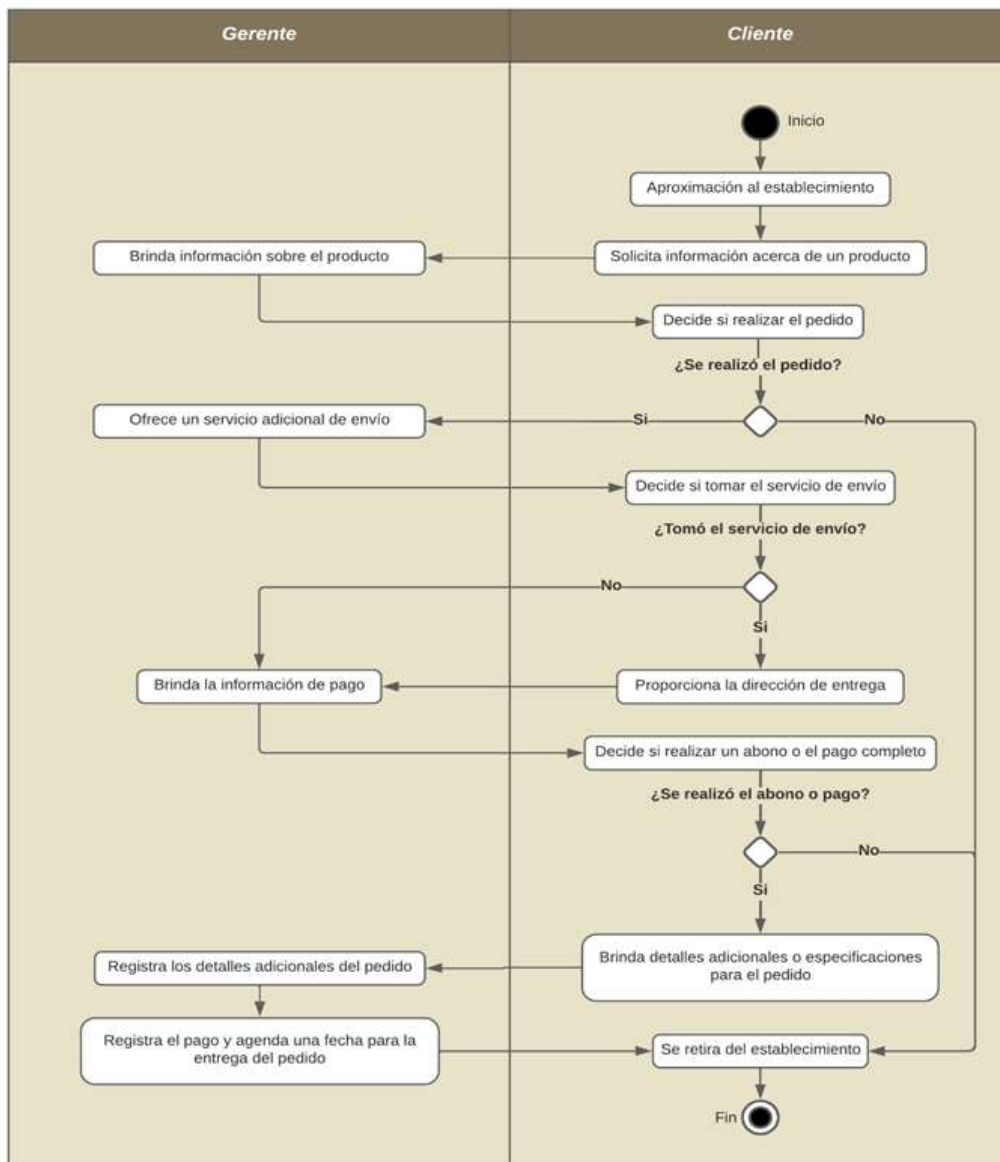 Gerente
Cliente
Inicio
Aproximación al establecimiento
Brinda información sobre el producto
Solicita información acerca de un producto
Decide si realizar el pedido
¿Se realizó el pedido?
Ofrece un servicio adicional de envío
Si
No
Decide si tomar el servicio de envío
¿Tomó el servicio de envío?
No
Si
Brinda la información de pago
Proporciona la dirección de entrega
Decide si realizar un abono o el pago completo
¿Se realizó el abono o pago?
No
Si
Brinda detalles adicionales o especificaciones
para el pedido
Registra los detalles adicionales del pedido
Registra el pago y agenda una fecha para la
entrega del pedido
Se retira del establecimiento
Fin